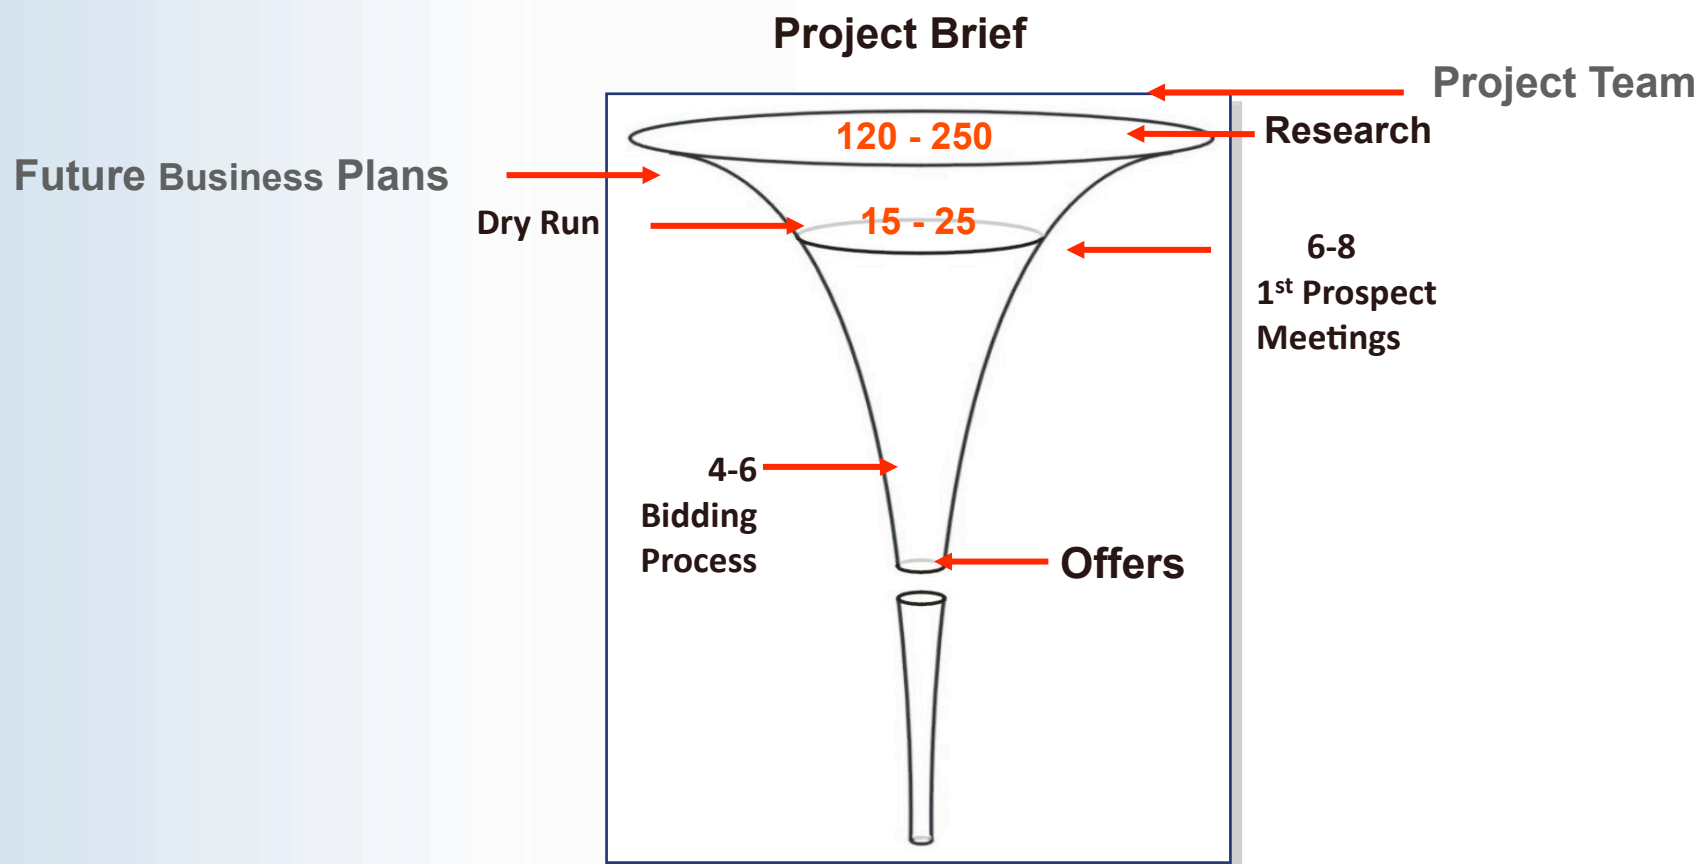 Project Brief
Project Team
120 - 250
Research
Future Business Plans
Dry Run
15 - 25
6-8
1st Prospect
Meetings
4-6
Bidding
Process
Offers